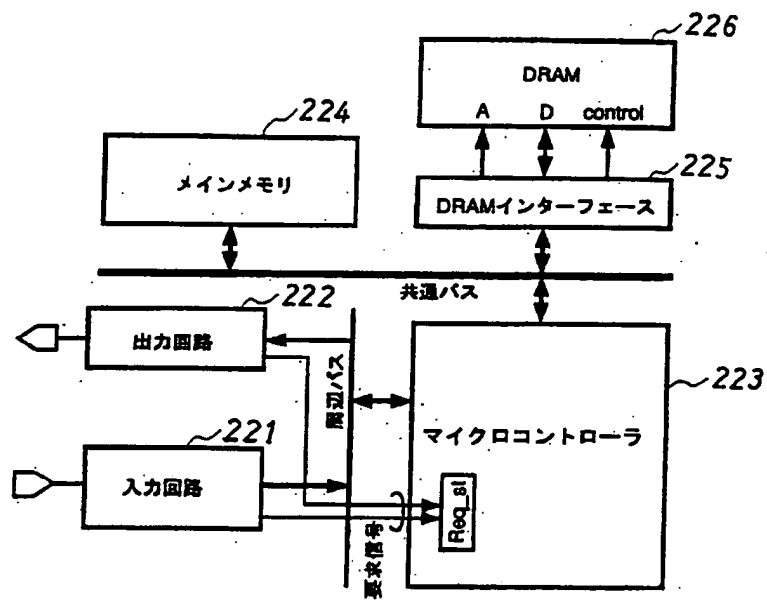 226
DRAM
A D control
224
メインメモリ
225
DRAMインターフェース
共通バス
222
出力回路
周辺バス
223
マイクロコントローラ
221
入力回路
Req_st
要求信号